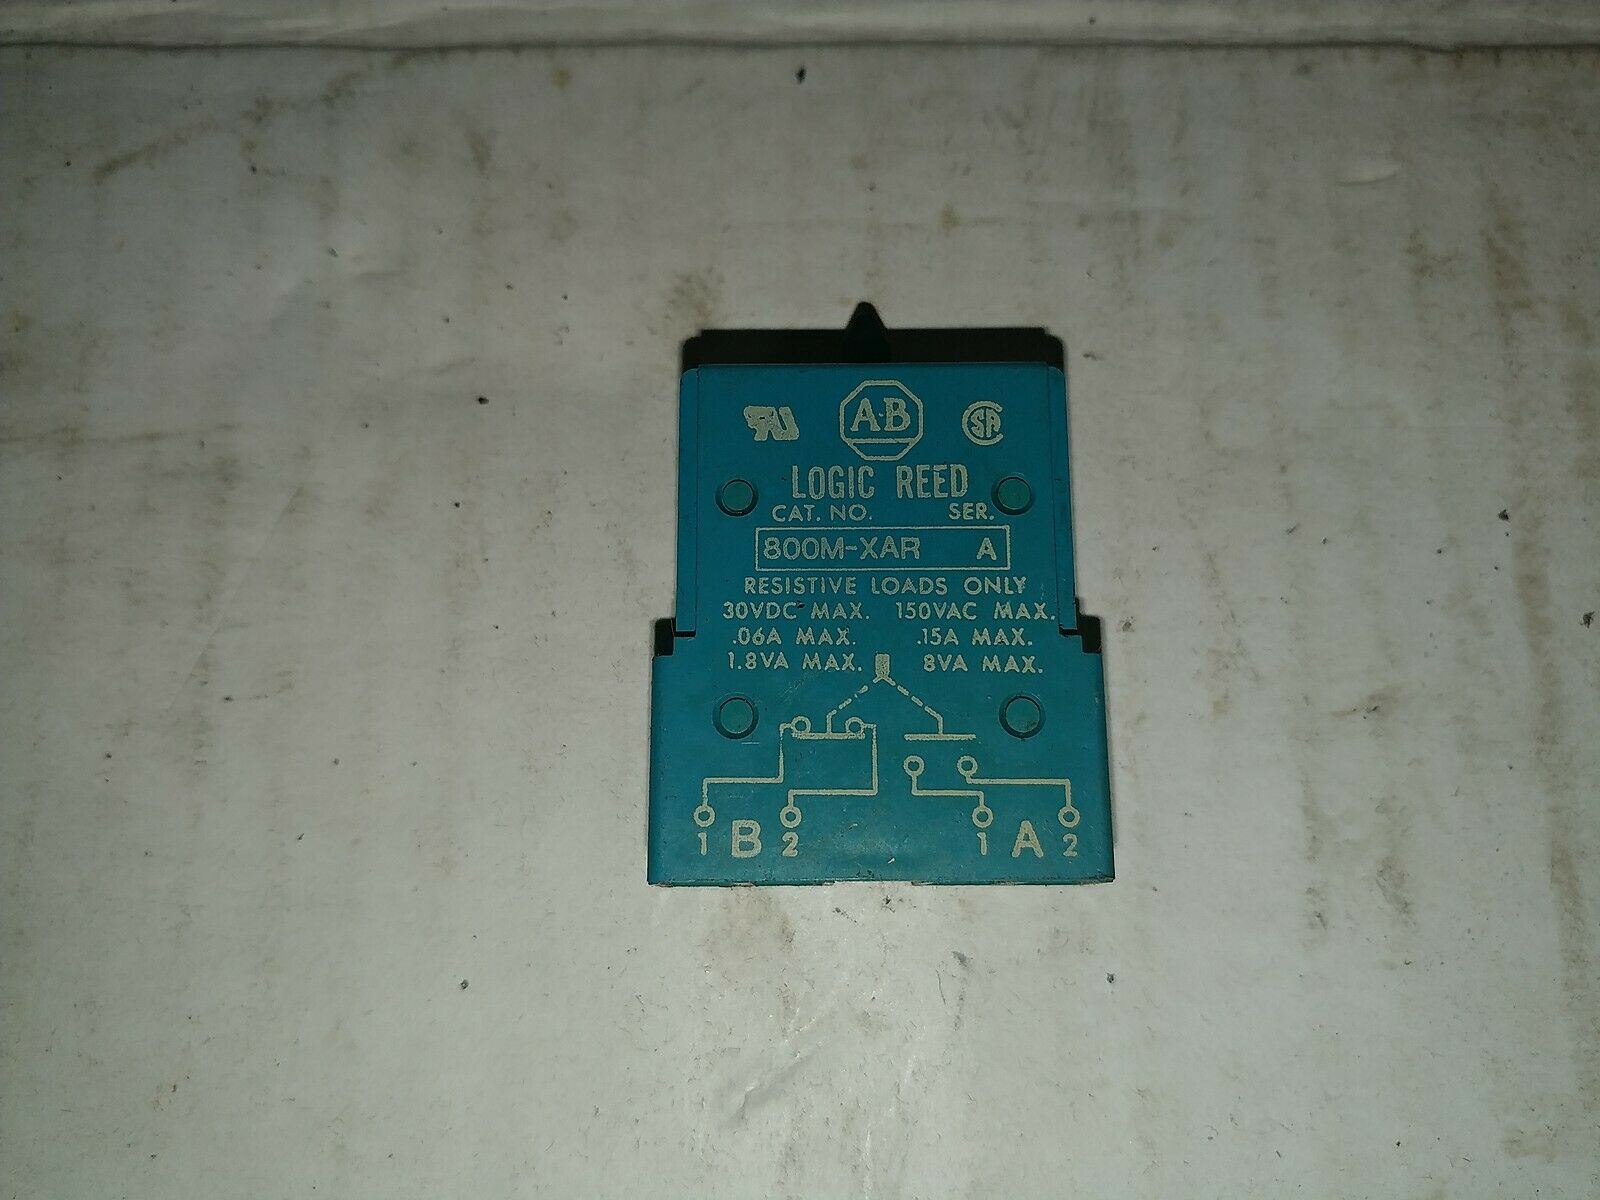 A-B
LOGIC REED
CAT. NO. SER.
800M-XAR A
RESISTIVE LOADS ONLY
30VDC MAX. 150VAC MAX.
.06A MAX. .15A MAX.
1.8VA MAX. 8VA MAX.
1 B 2 1 A 2